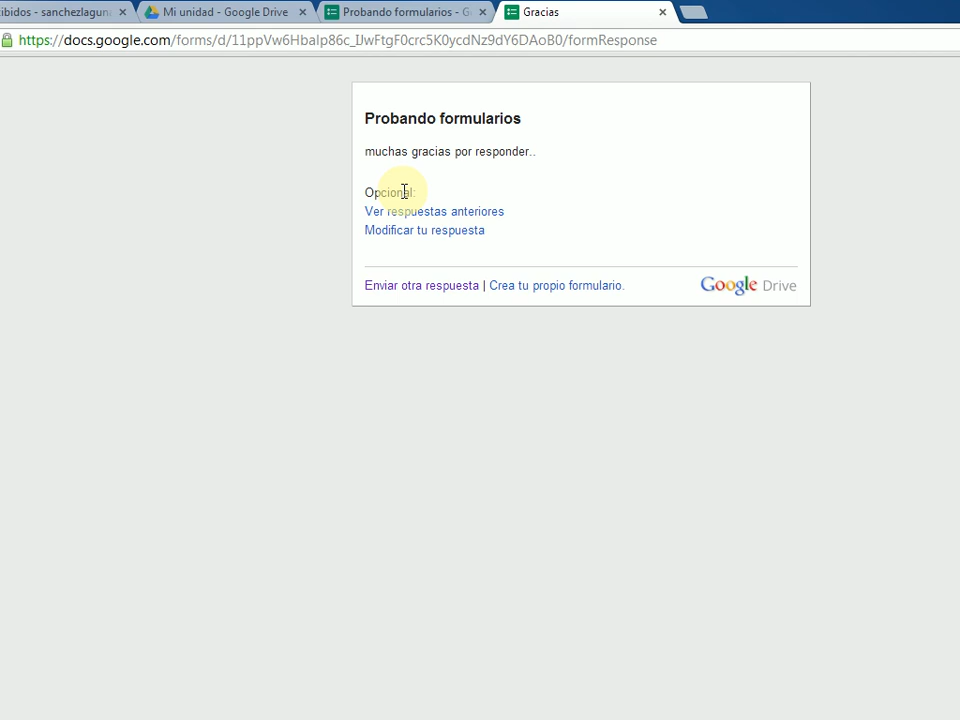 ibidos - sanchezlagun
Mi unidad - Google Drive
Probando formularios - G
Gracias
https://docs.google.com/forms/d/11ppVw6HbaIp86c_IJwFtgF0crc5K0ycdNz9dY6DAoB0/formResponse
Probando formularios
muchas gracias por responder..
Opcional:
Ver respuestas anteriores
Modificar tu respuesta
Enviar otra respuesta | Crea tu propio formulario.
Google Drive